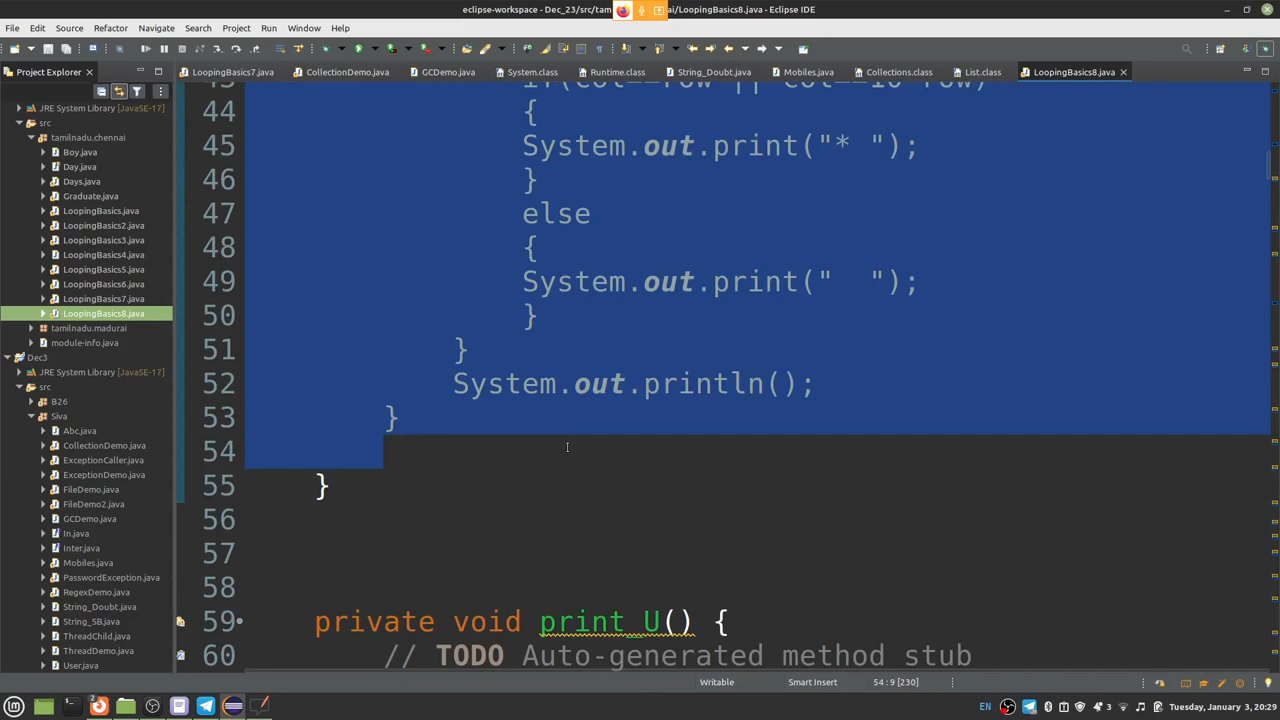 eclipse-workspace - Dec_23/src/tam
ai/LoopingBasics8.java - Eclipse IDE
File Edit Source Refactor Navigate Search Project Run Window Help
Project Explorer
LoopingBasics7.java
CollectionDemo.java
GCDemo.java
System.class
Runtime.class
String_Doubt.java
Mobiles.java
Collections.class
List.class
LoopingBasics8.java
JRE System Library [JavaSE-17]
src
tamilnadu.chennai
Boy.java
Day.java
Days.java
Graduate.java
LoopingBasics.java
LoopingBasics2.java
LoopingBasics3.java
LoopingBasics4.java
LoopingBasics5.java
LoopingBasics6.java
LoopingBasics7.java
LoopingBasics8.java
tamilnadu.madurai
module-info.java
Dec3
JRE System Library [JavaSE-17]
src
B26
Siva
Abc.java
CollectionDemo.java
ExceptionCaller.java
ExceptionDemo.java
FileDemo.java
FileDemo2.java
GCDemo.java
In.java
Inter.java
Mobiles.java
PasswordException.java
RegexDemo.java
String_Doubt.java
String_SB.java
ThreadChild.java
ThreadDemo.java
User.java
43 if(col==row || col==10-row)
44 {
45 System.out.print("* ");
46 }
47 else
48 {
49 System.out.print("  ");
50 }
51 }
52 System.out.println();
53 }
54
55 }
56
57
58
59 private void print_U() {
60 // TODO Auto-generated method stub
Writable
Smart Insert
54 : 9 [230]
EN
3
Tuesday, January 3, 20:29